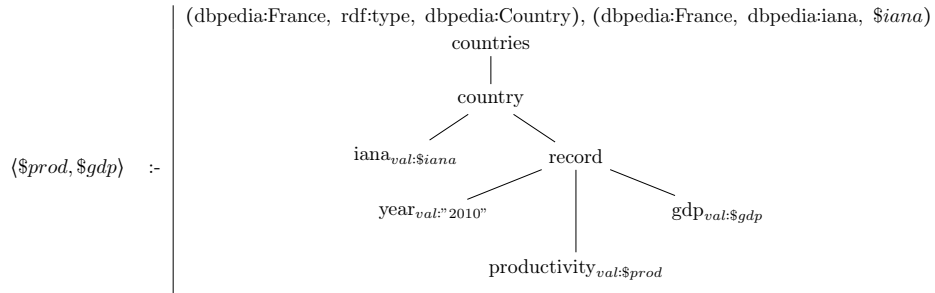 (dbpedia:France, rdf:type, dbpedia:Country), (dbpedia:France, dbpedia:iana, $iana)
countries
country
⟨$prod, $gdp⟩ :-
iana val:$iana
record
year val:"2010"
gdp val:$gdp
productivity val:$prod